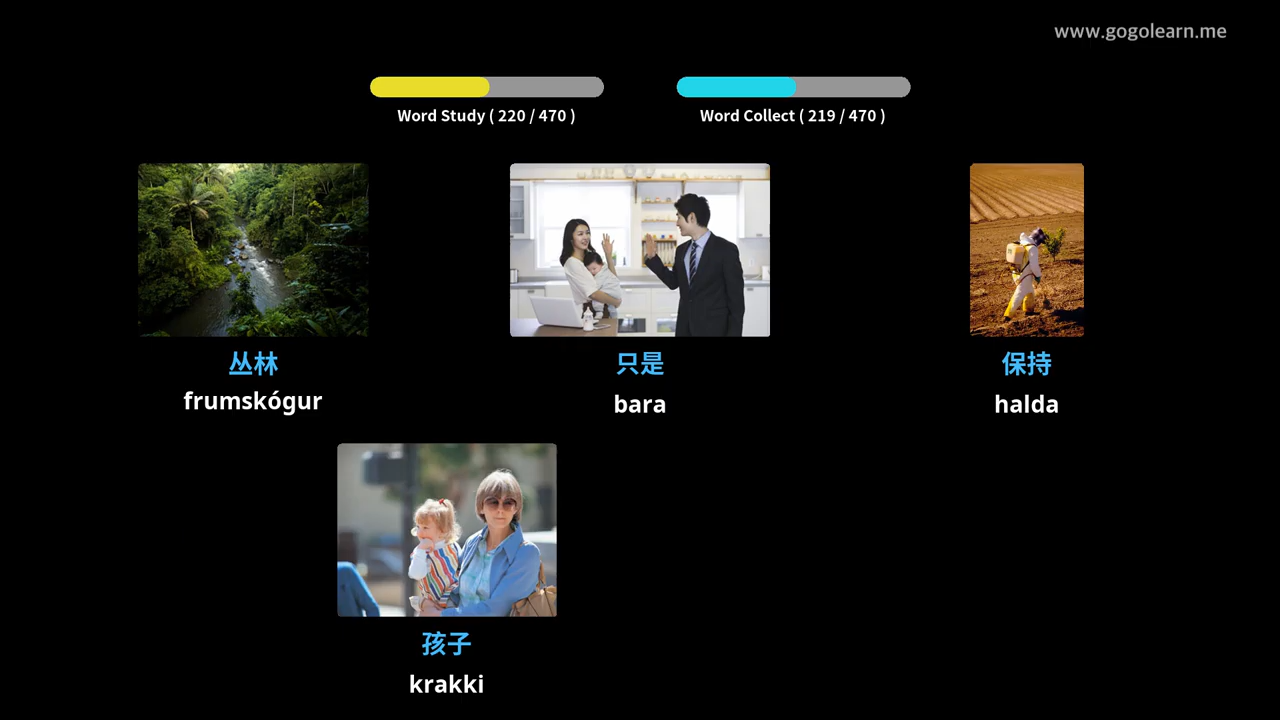 www.gogolearn.me
Word Study ( 220 / 470 )
Word Collect ( 219 / 470 )
丛林
frumskógur
只是
bara
保持
halda
孩子
krakki